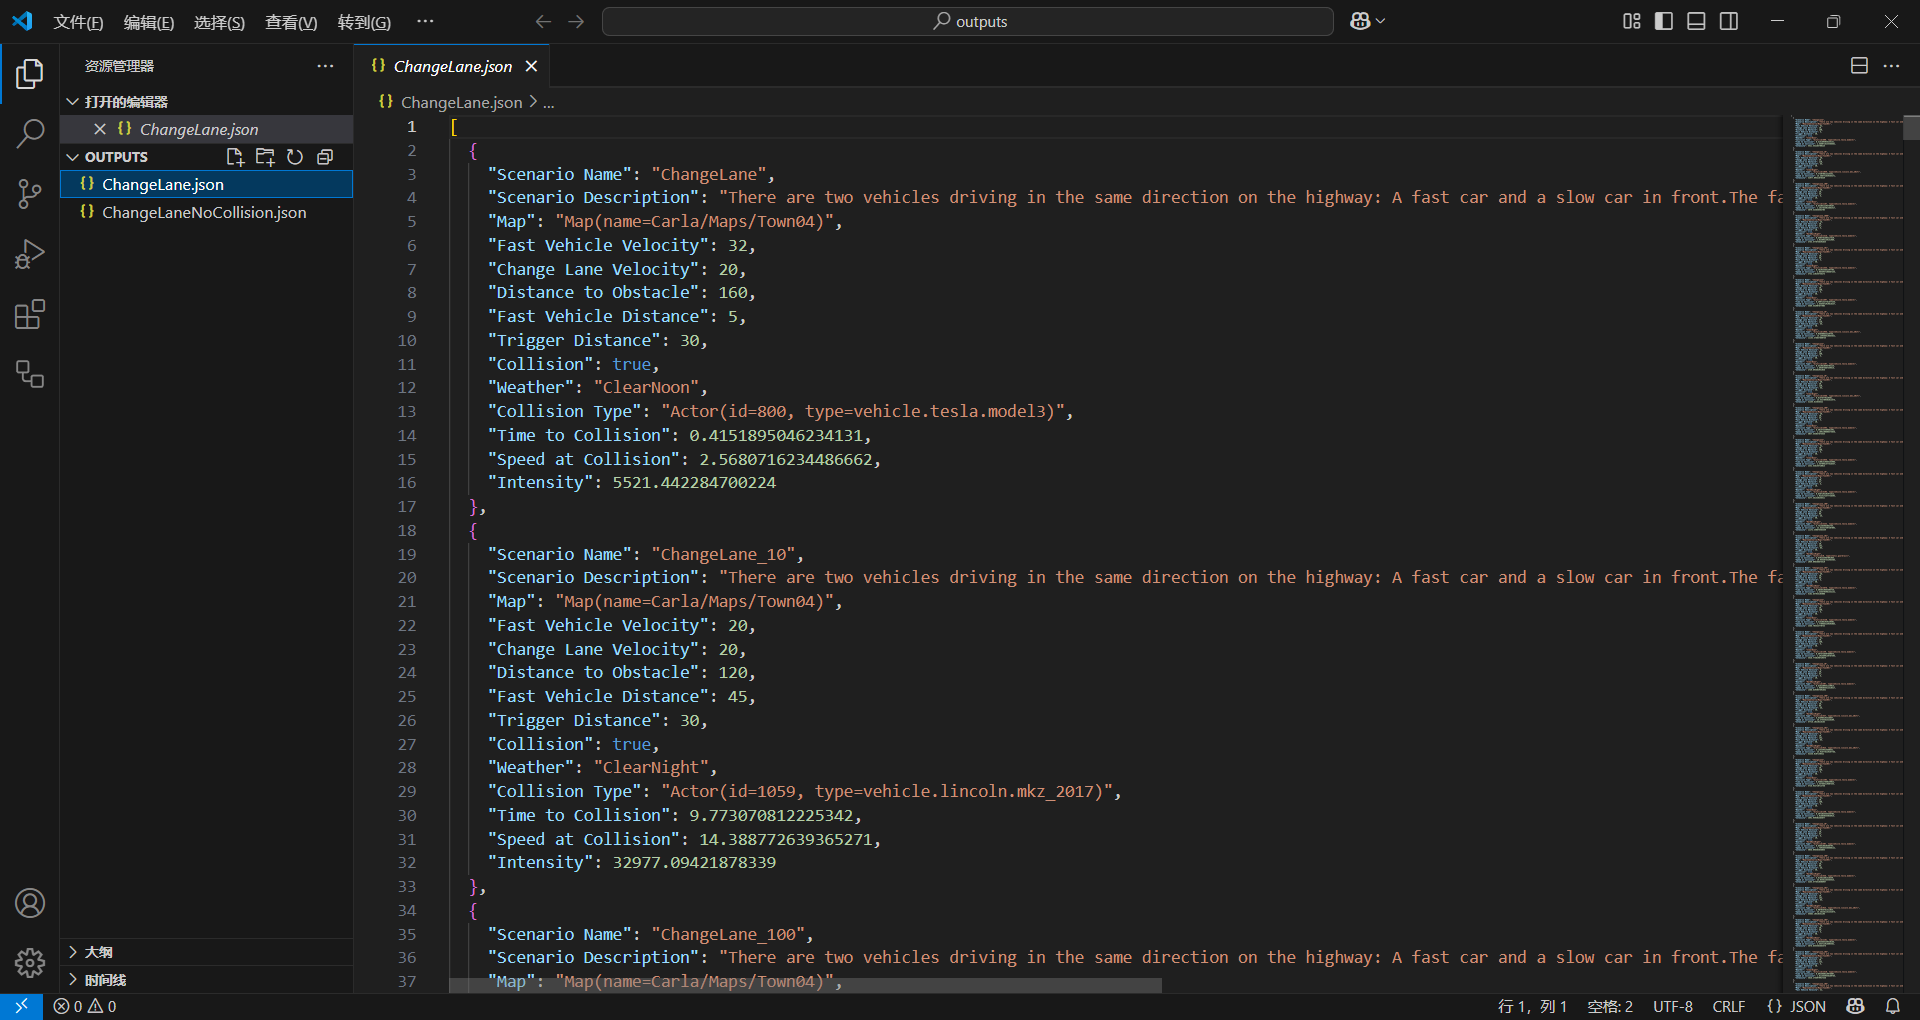 文件(F) 编辑(E) 选择(S) 查看(V) 转到(G) ··· outputs
资源管理器 ···
打开的编辑器
ChangeLane.json
OUTPUTS
{} ChangeLane.json
{} ChangeLaneNoCollision.json
大纲
时间线
{} ChangeLane.json
{} ChangeLane.json > ...
1 [
2 {
3 "Scenario Name": "ChangeLane",
4 "Scenario Description": "There are two vehicles driving in the same direction on the highway: A fast car and a slow car in front.The fa
5 "Map": "Map(name=Carla/Maps/Town04)",
6 "Fast Vehicle Velocity": 32,
7 "Change Lane Velocity": 20,
8 "Distance to Obstacle": 160,
9 "Fast Vehicle Distance": 5,
10 "Trigger Distance": 30,
11 "Collision": true,
12 "Weather": "ClearNoon",
13 "Collision Type": "Actor(id=800, type=vehicle.tesla.model3)",
14 "Time to Collision": 0.4151895046234131,
15 "Speed at Collision": 2.5680716234486662,
16 "Intensity": 5521.442284700224
17 },
18 {
19 "Scenario Name": "ChangeLane_10",
20 "Scenario Description": "There are two vehicles driving in the same direction on the highway: A fast car and a slow car in front.The fa
21 "Map": "Map(name=Carla/Maps/Town04)",
22 "Fast Vehicle Velocity": 20,
23 "Change Lane Velocity": 20,
24 "Distance to Obstacle": 120,
25 "Fast Vehicle Distance": 45,
26 "Trigger Distance": 30,
27 "Collision": true,
28 "Weather": "ClearNight",
29 "Collision Type": "Actor(id=1059, type=vehicle.lincoln.mkz_2017)",
30 "Time to Collision": 9.773070812225342,
31 "Speed at Collision": 14.388772639365271,
32 "Intensity": 32977.09421878339
33 },
34 {
35 "Scenario Name": "ChangeLane_100",
36 "Scenario Description": "There are two vehicles driving in the same direction on the highway: A fast car and a slow car in front.The fa
37 "Map": "Map(name=Carla/Maps/Town04)",
0 0 行 1，列 1 空格: 2 UTF-8 CRLF {} JSON